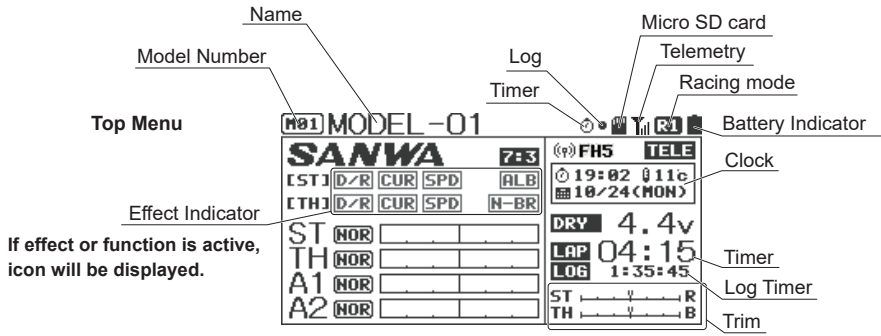 Name
Micro SD card
Log
Telemetry
Model Number
Timer
Racing mode
Top Menu
M01 MODEL-01
R1
Battery Indicator
SANWA 7:3
FH5 TELE
Clock
[ST] D/R CUR SPD ALB
19:02 11c
[TH] D/R CUR SPD N-BR
10/24(MON)
Effect Indicator
If effect or function is active,
icon will be displayed.
ST NOR
DRY 4.4v
TH NOR
LAP 04:15
Timer
A1 NOR
LOG 1:35:45
Log Timer
A2 NOR
ST R
TH B
Trim